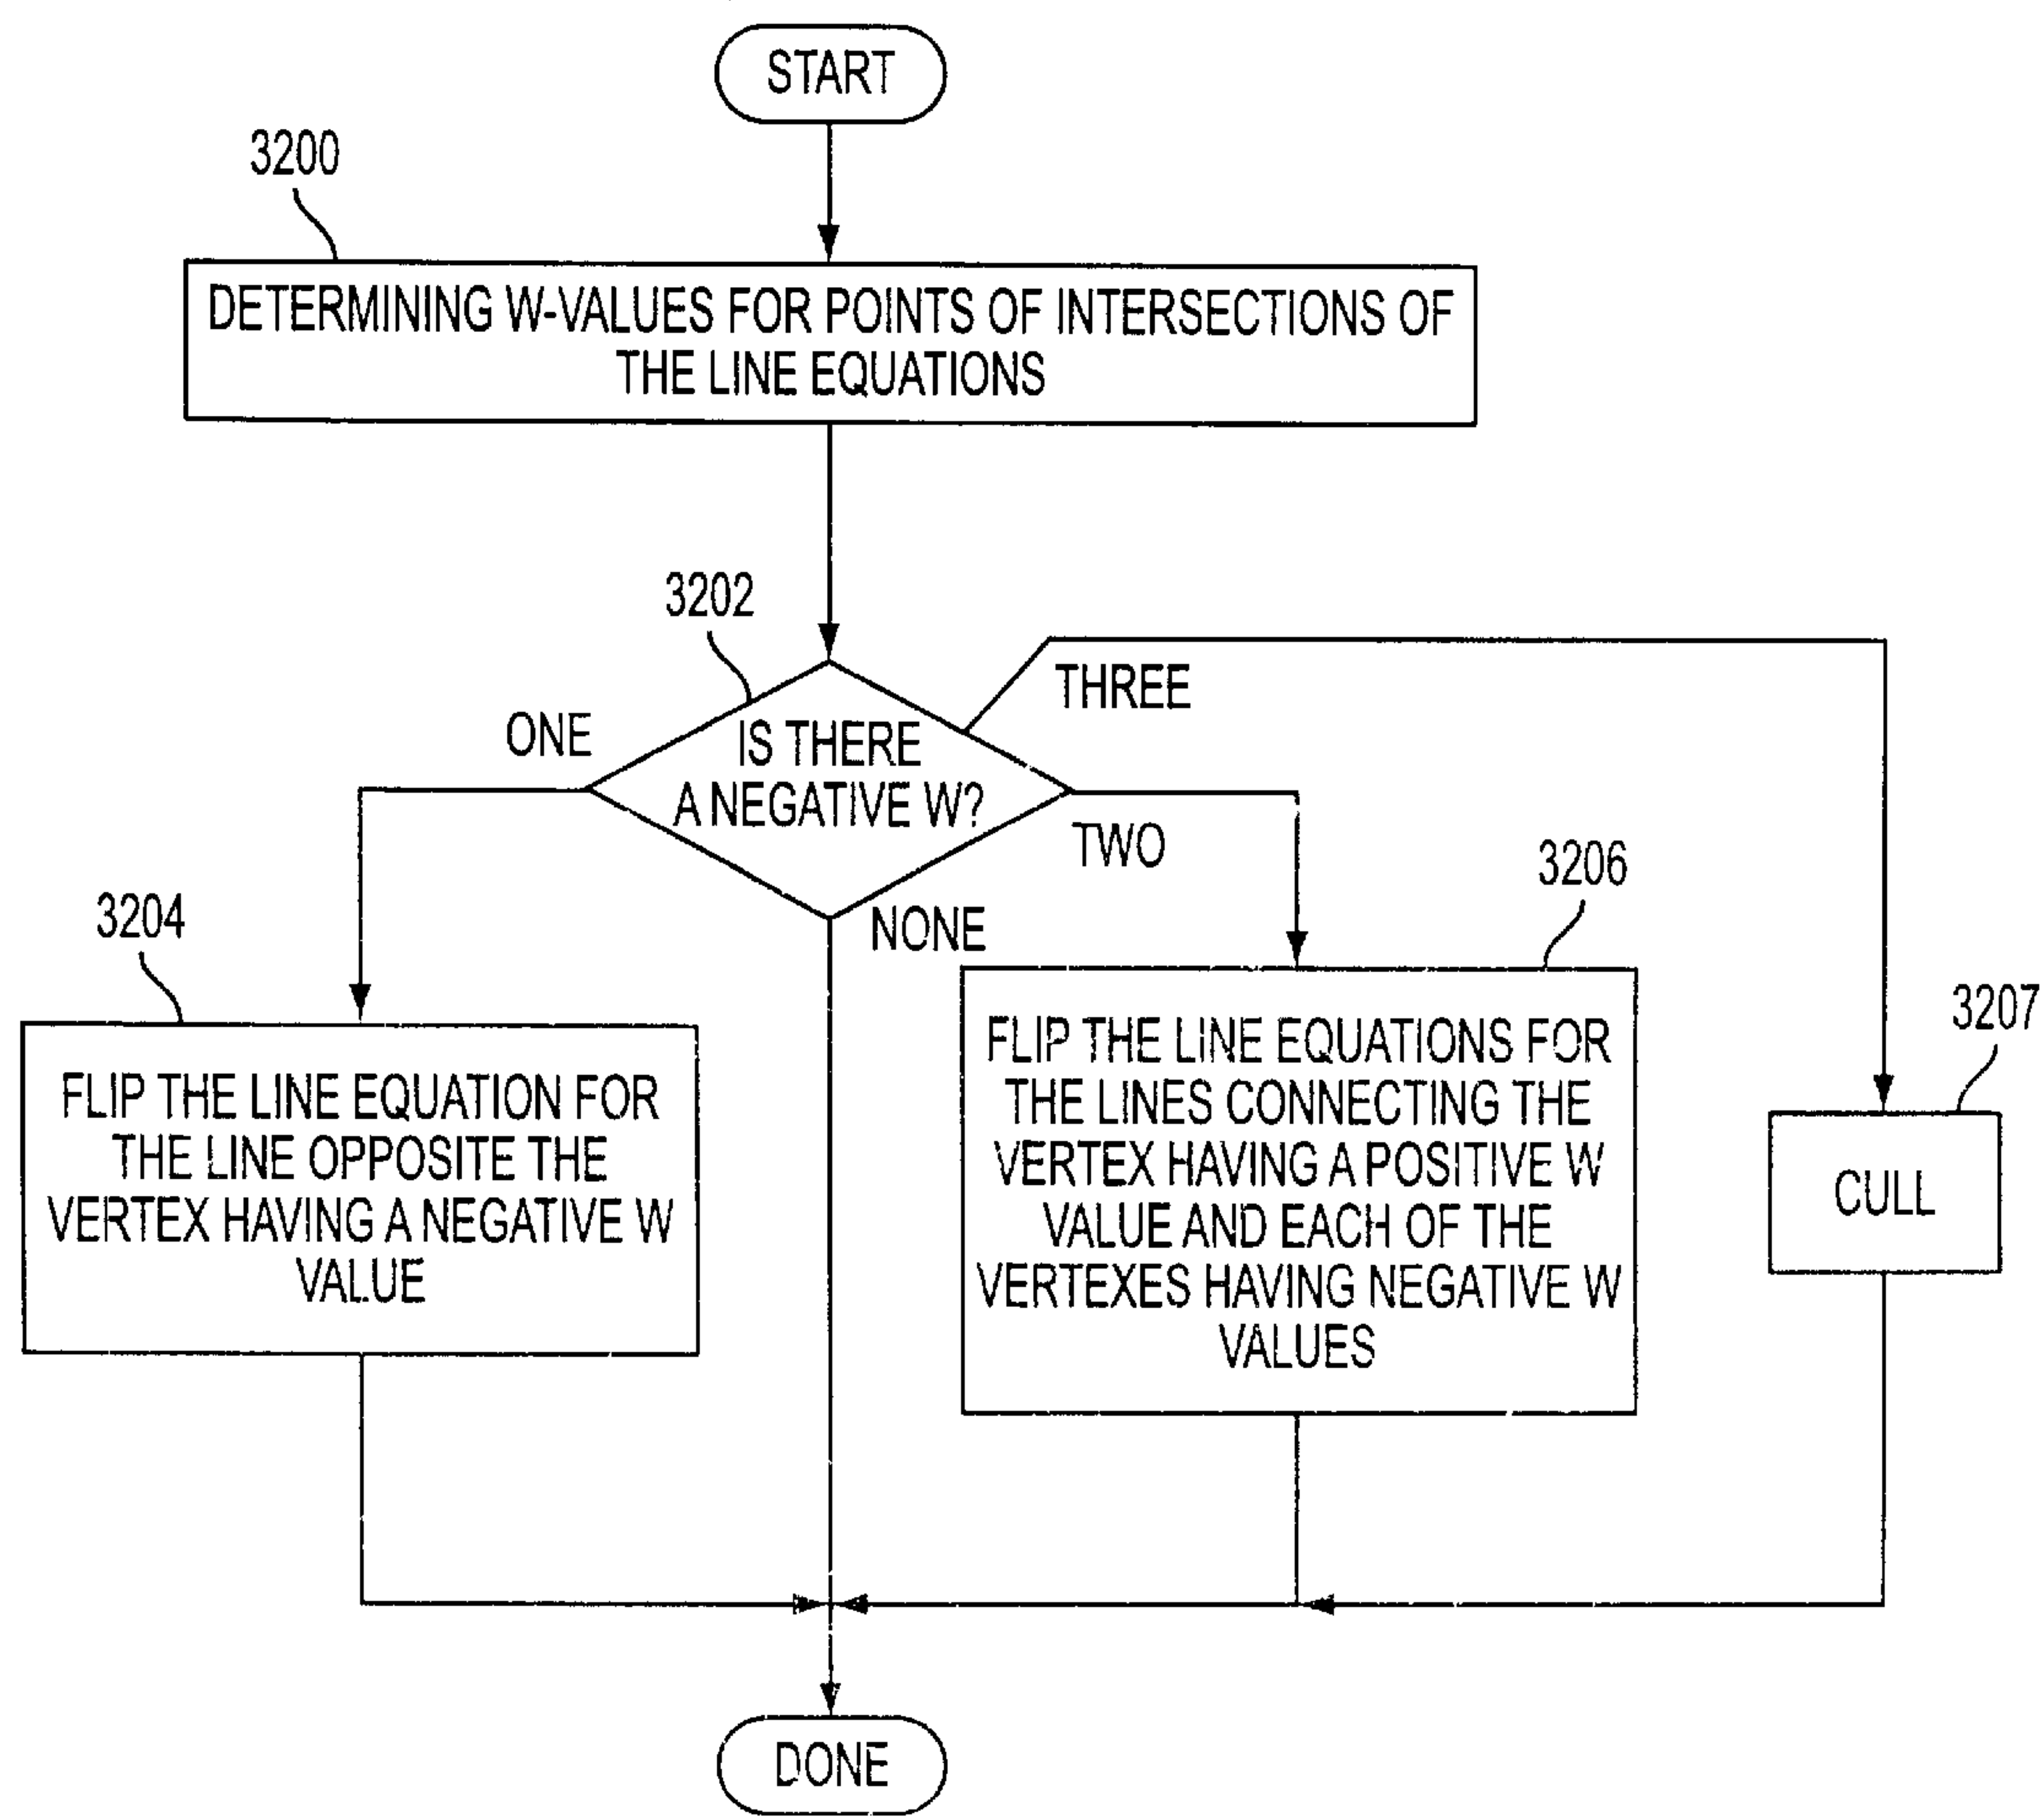 START
3200
DETERMINING W-VALUES FOR POINTS OF INTERSECTIONS OF
THE LINE EQUATIONS
3202
THREE
ONE
IS THERE
A NEGATIVE W?
TWO
NONE
3204
FLIP THE LINE EQUATION FOR
THE LINE OPPOSITE THE
VERTEX HAVING A NEGATIVE W
VALUE
3206
FLIP THE LINE EQUATIONS FOR
THE LINES CONNECTING THE
VERTEX HAVING A POSITIVE W
VALUE AND EACH OF THE
VERTEXES HAVING NEGATIVE W
VALUES
3207
CULL
DONE